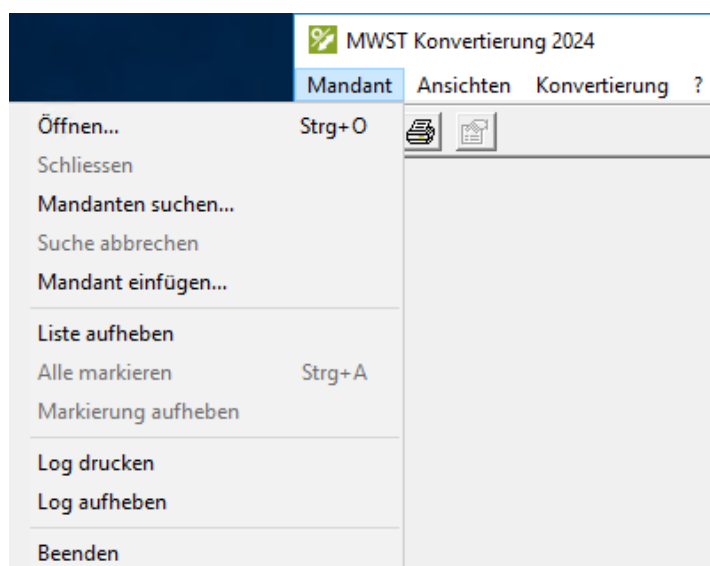 MWST Konvertierung 2024
Mandant Ansichten Konvertierung ?
Öffnen... Strg+O
Schliessen
Mandanten suchen...
Suche abbrechen
Mandant einfügen...
Liste aufheben
Alle markieren Strg+A
Markierung aufheben
Log drucken
Log aufheben
Beenden